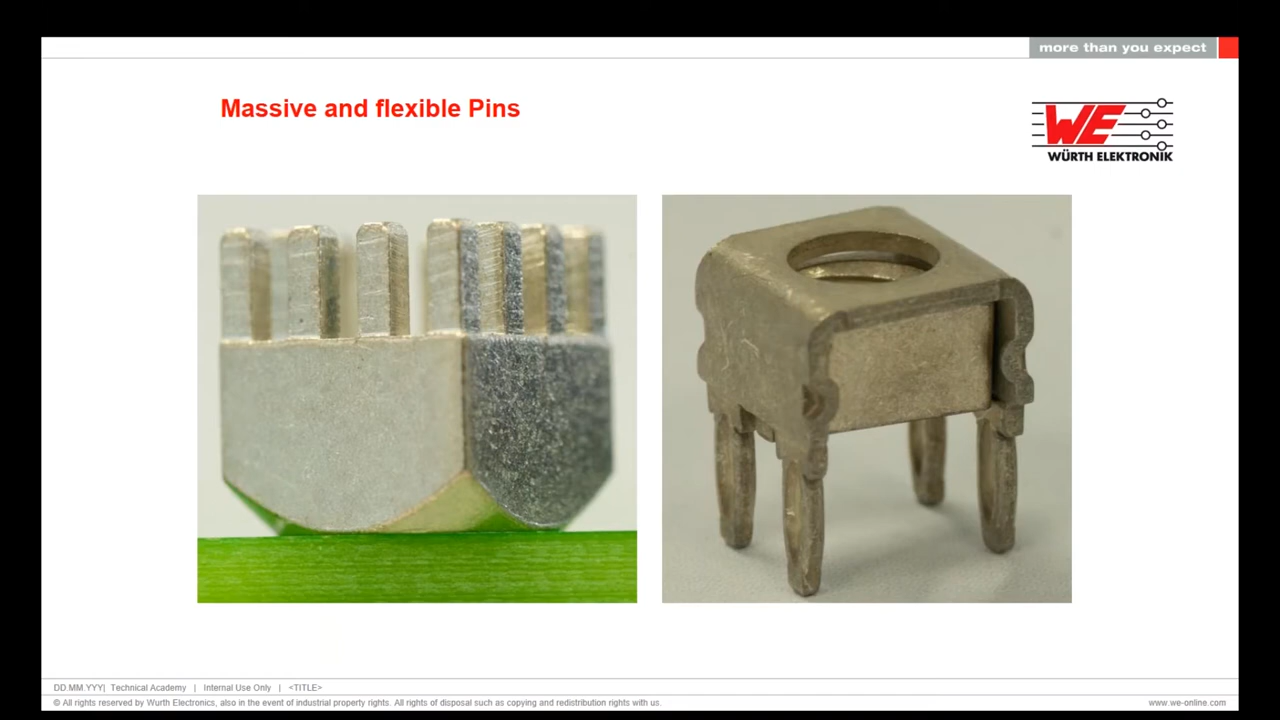 more than you expect
Massive and flexible Pins
WE
WÜRTH ELEKTRONIK
DD.MM.YYY| Technical Academy | Internal Use Only | <TITLE>
© All rights reserved by Wurth Electronics, also in the event of industrial property rights. All rights of disposal such as copying and redistribution rights with us.
www.we-online.com